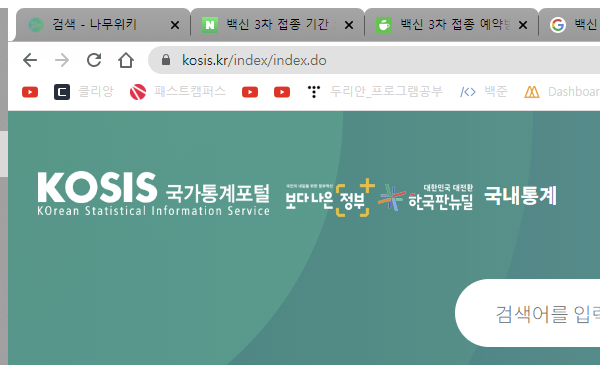 검색 - 나무위키
백신 3차 접종 기간
백신 3차 접종 예약
백신
kosis.kr/index/index.do
클리앙
패스트캠퍼스
두리안_프로그램공부
백준
Dashboard
KOSIS 국가통계포털
KOrean Statistical Information Service
보다 나은 정부
대한민국 대전환
한국판뉴딜
국내통계
검색어를 입력